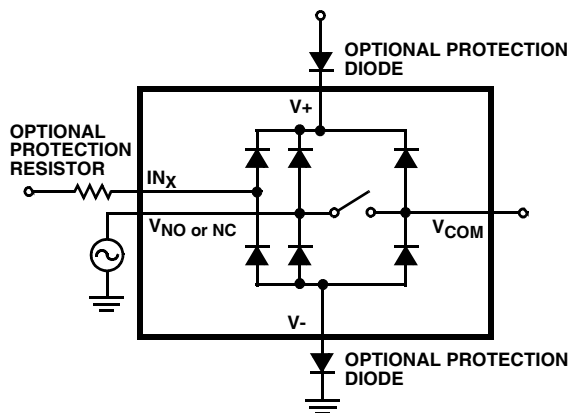 OPTIONAL PROTECTION
DIODE
V+
OPTIONAL
PROTECTION
RESISTOR
INX
VNO or NC
VCOM
V-
OPTIONAL PROTECTION
DIODE